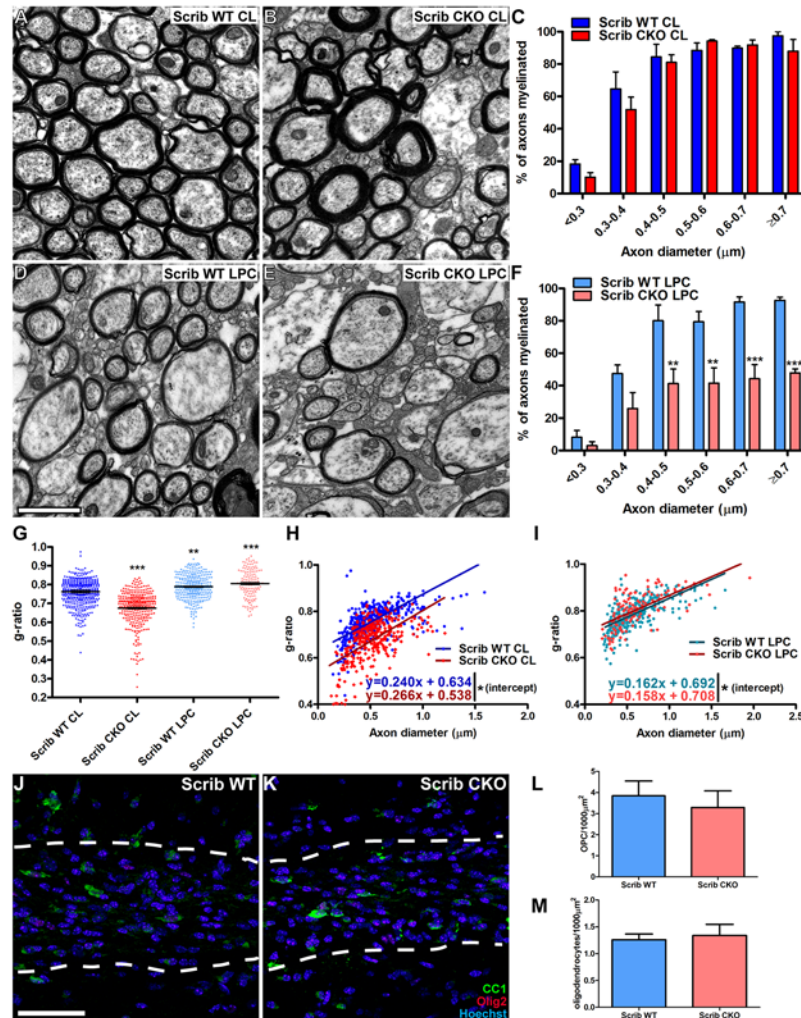 A Scrib WT CL
B Scrib CKO CL
C
Scrib WT CL
Scrib CKO CL
% of axons myelinated
100
80
60
40
20
0
<0.3
0.3-0.4
0.4-0.5
0.5-0.6
0.6-0.7
≥0.7
Axon diameter (μm)
D Scrib WT LPC
E Scrib CKO LPC
F
Scrib WT LPC
Scrib CKO LPC
% of axons myelinated
100
80
60
40
20
0
** ** *** ***
<0.3
0.3-0.4
0.4-0.5
0.5-0.6
0.6-0.7
≥0.7
Axon diameter (μm)
G
g-ratio
1.0
0.9
0.8
0.7
0.6
0.5
0.4
0.3
0.2
*** ** ***
Scrib WT CL
Scrib CKO CL
Scrib WT LPC
Scrib CKO LPC
H
g-ratio
1.0
0.8
0.6
0.4
Scrib WT CL
Scrib CKO CL
y=0.240x + 0.634
y=0.266x + 0.538
* (intercept)
0.0 0.5 1.0 1.5 2.0
Axon diameter (μm)
I
g-ratio
1.0
0.8
0.6
0.4
Scrib WT LPC
Scrib CKO LPC
y=0.162x + 0.692
y=0.158x + 0.708
* (intercept)
0.0 0.5 1.0 1.5 2.0
Axon diameter (μm)
J Scrib WT
K Scrib CKO
CC1
Olig2
Hoechst
L
OPC/1000μm²
5
4
3
2
1
0
Scrib WT
Scrib CKO
M
oligodendrocytes/1000μm²
2.0
1.5
1.0
0.5
0.0
Scrib WT
Scrib CKO